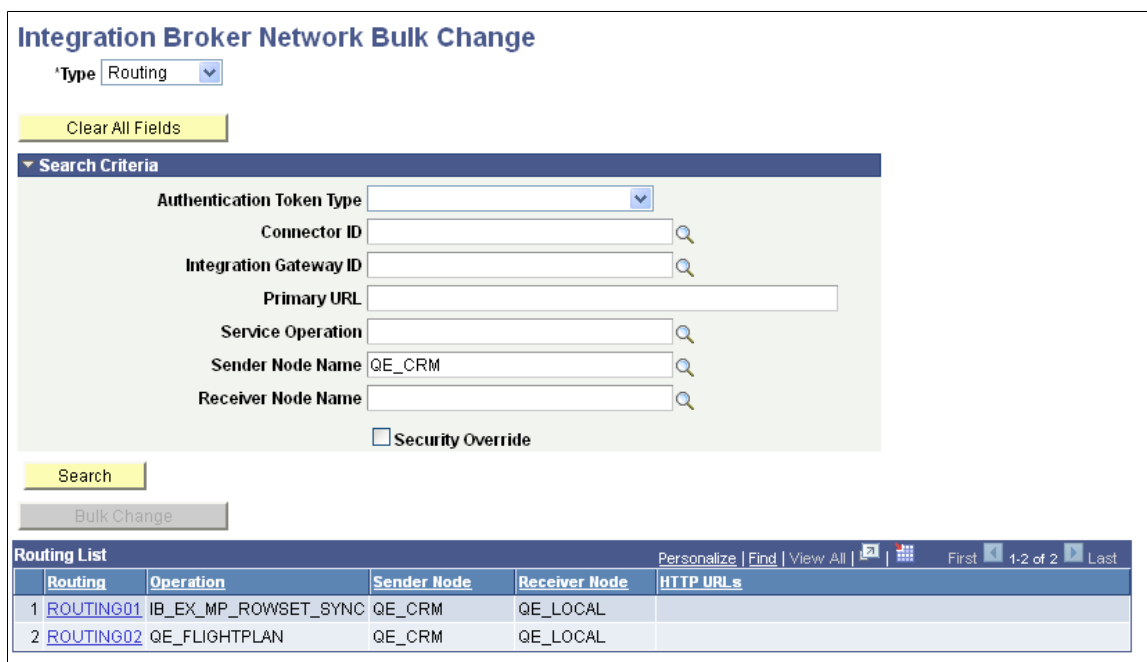 Integration Broker Network Bulk Change
*Type Routing
Clear All Fields
Search Criteria
Authentication Token Type
Connector ID
Integration Gateway ID
Primary URL
Service Operation
Sender Node Name QE_CRM
Receiver Node Name
Security Override
Search
Bulk Change
Routing List Personalize | Find | View All | | First 1-2 of 2 Last
Routing Operation Sender Node Receiver Node HTTP URLs
1 ROUTING01 IB_EX_MP_ROWSET_SYNC QE_CRM QE_LOCAL
2 ROUTING02 QE_FLIGHTPLAN QE_CRM QE_LOCAL